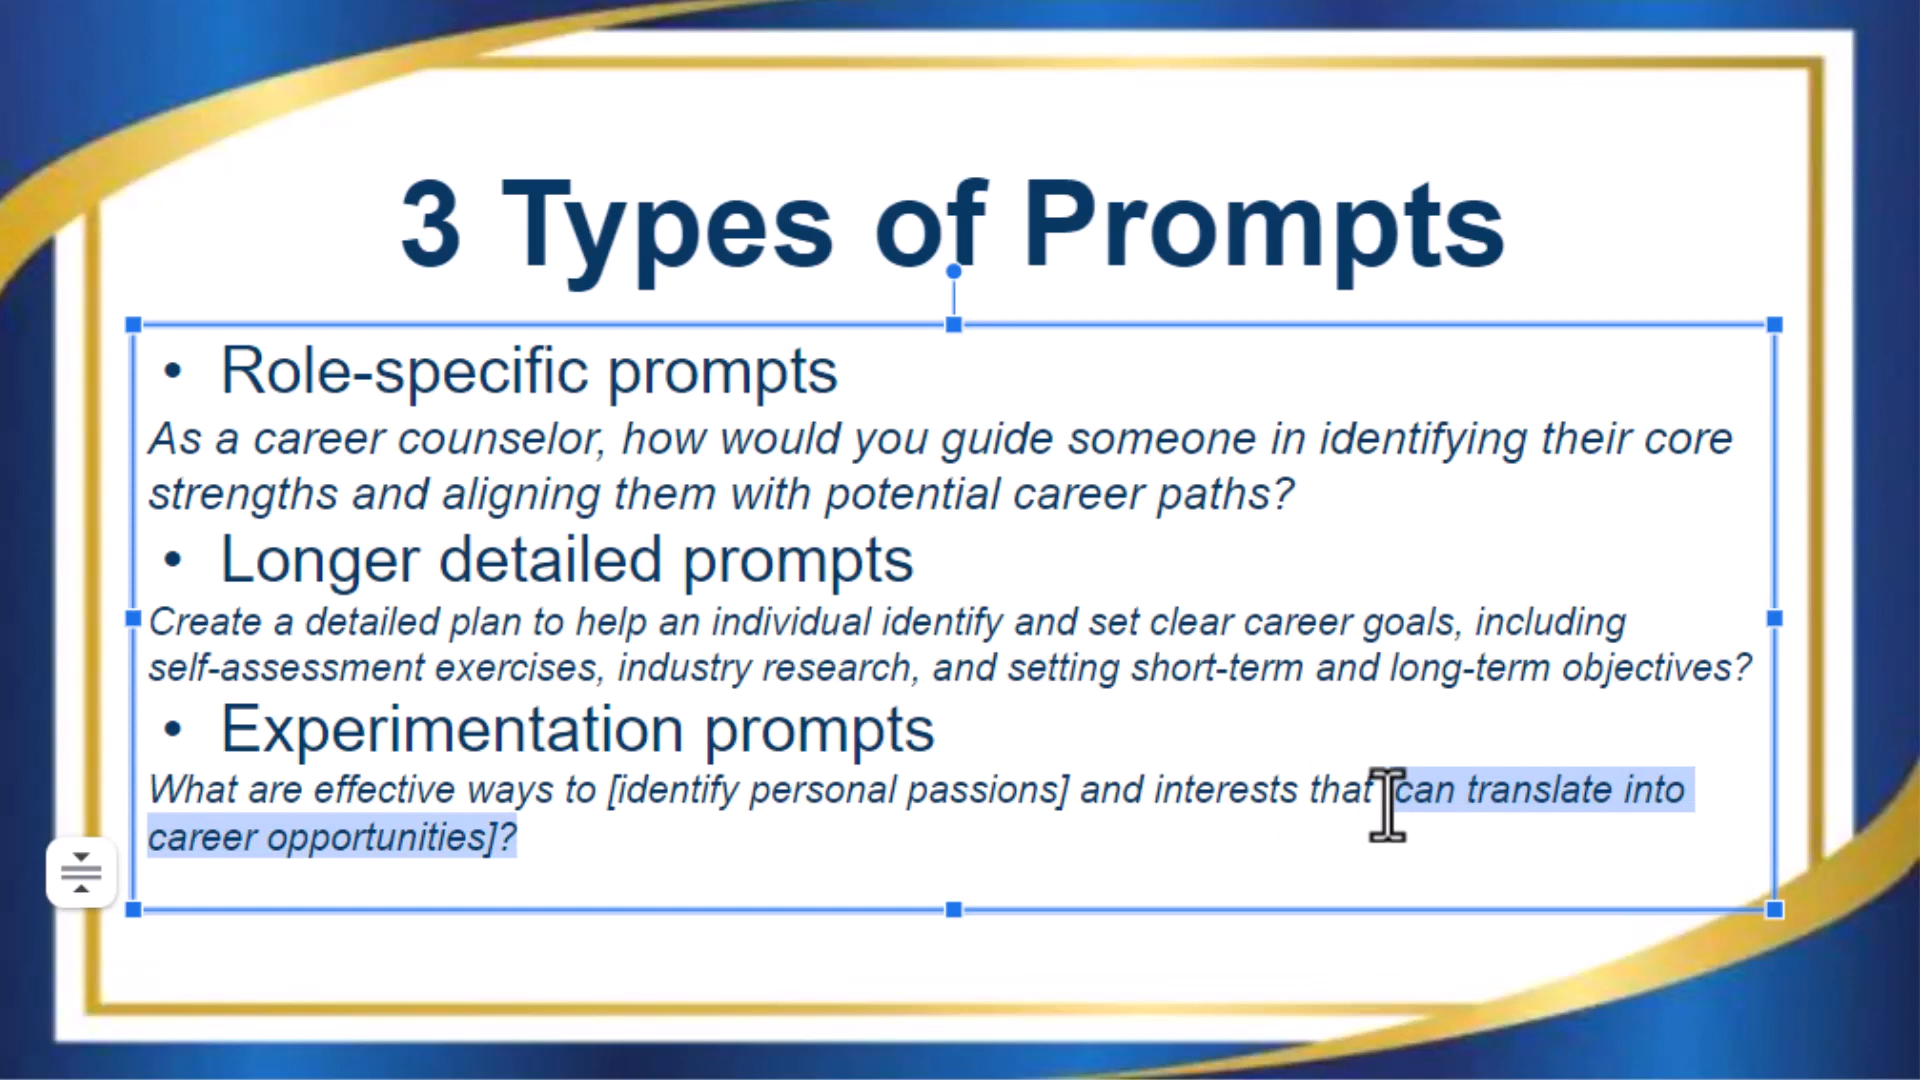 3 Types of Prompts
• Role-specific prompts
As a career counselor, how would you guide someone in identifying their core
strengths and aligning them with potential career paths?
• Longer detailed prompts
Create a detailed plan to help an individual identify and set clear career goals, including
self-assessment exercises, industry research, and setting short-term and long-term objectives?
• Experimentation prompts
What are effective ways to [identify personal passions] and interests that [can translate into
career opportunities]?